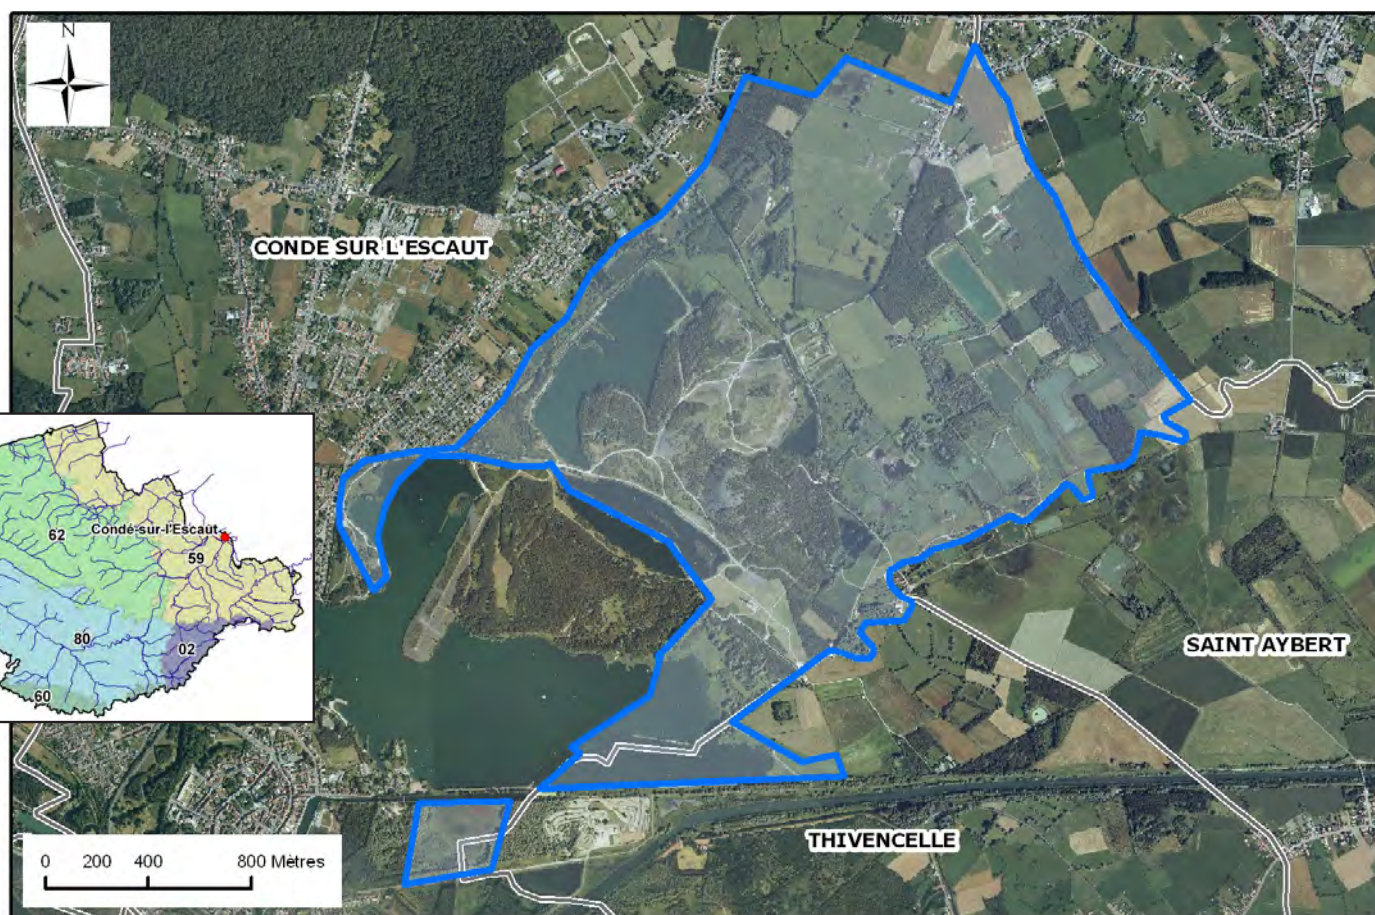 N
CONDE SUR L'ESCAUT
62
Condé-sur-l'Escaut
59
80
02
60
SAINT AYBERT
THIVENCELLE
0 200 400 800 Mètres